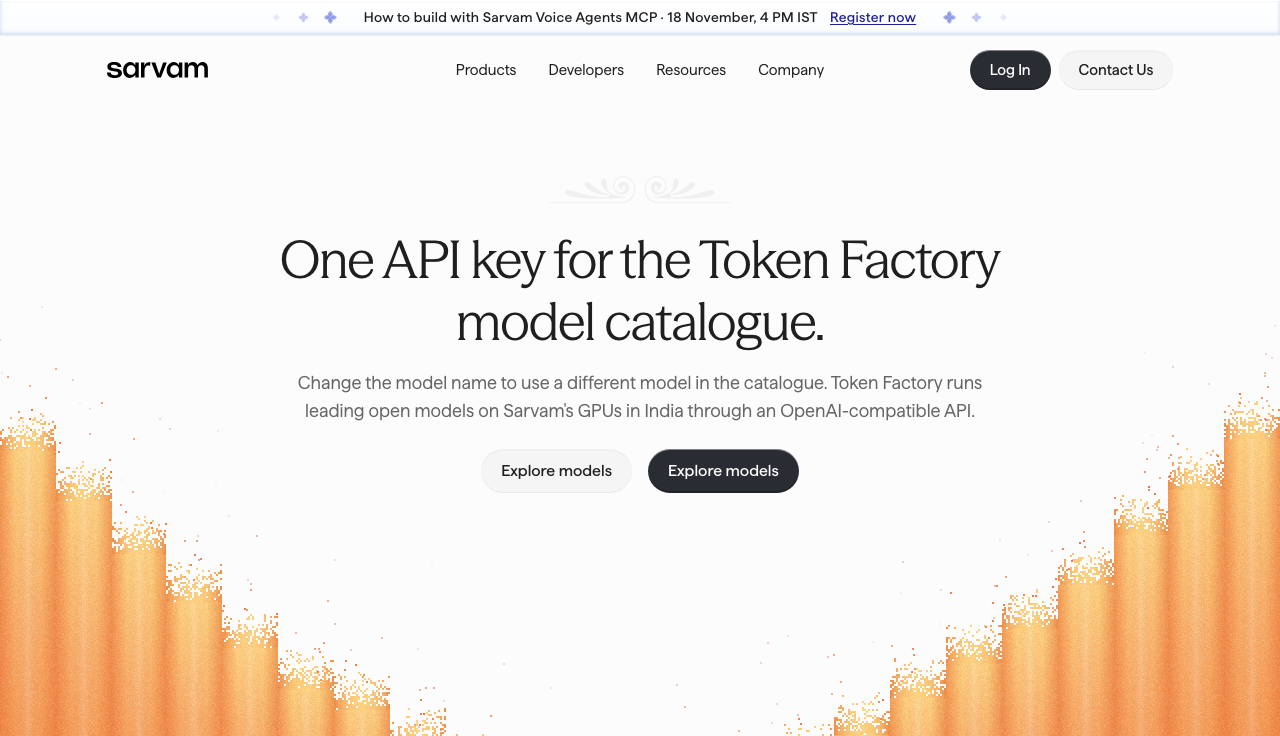 How to build with Sarvam Voice Agents MCP · 18 November, 4 PM IST Register now
sarvam
Products Developers Resources Company
Log In Contact Us
One API key for the Token Factory
model catalogue.
Change the model name to use a different model in the catalogue. Token Factory runs
leading open models on Sarvam's GPUs in India through an OpenAI-compatible API.
Explore models Explore models